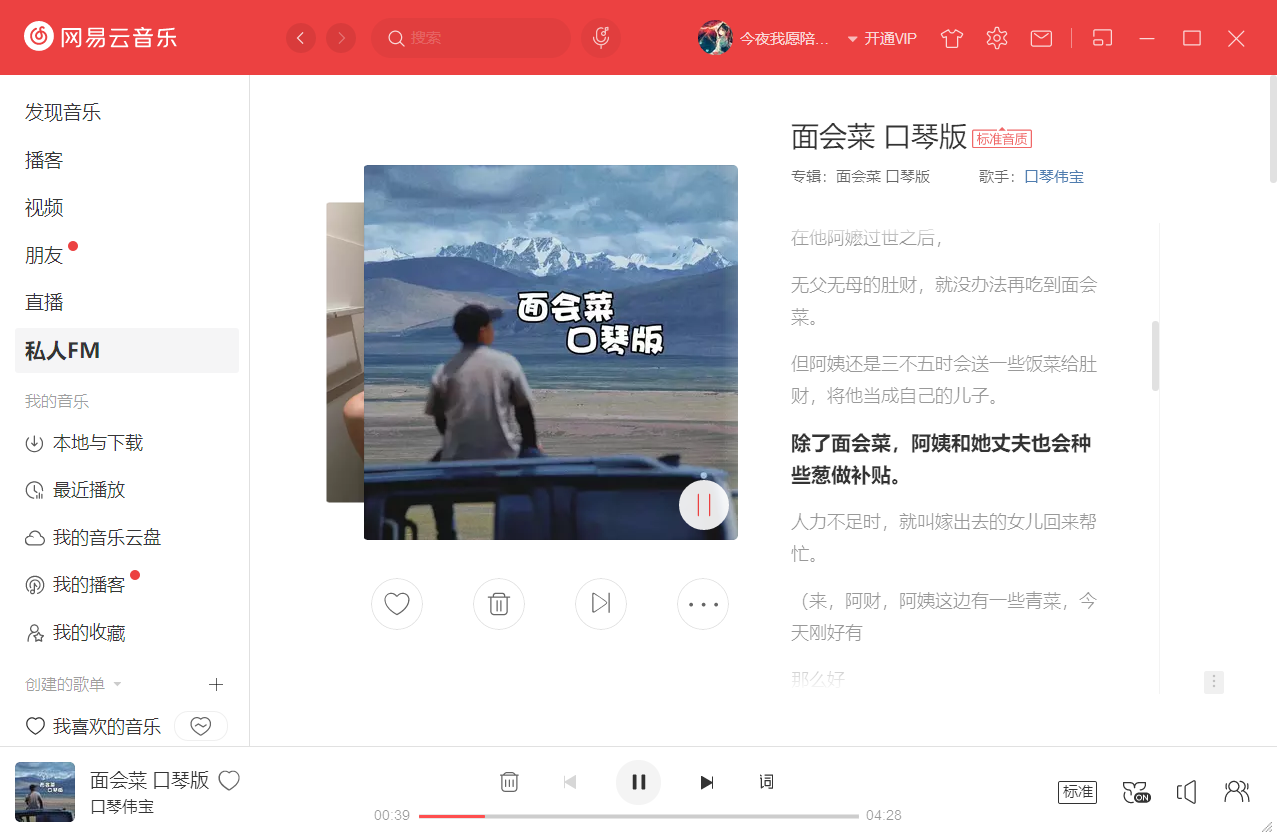 网易云音乐
搜索
今夜我愿陪...
开通VIP
发现音乐
播客
视频
朋友
直播
私人FM
我的音乐
本地与下载
最近播放
我的音乐云盘
我的播客
我的收藏
创建的歌单
我喜欢的音乐
面会菜
口琴版
面会菜 口琴版
标准音质
专辑：面会菜 口琴版
歌手：口琴伟宝
在他阿嬷过世之后，
无父无母的肚财，就没办法再吃到面会
菜。
但阿姨还是三不五时会送一些饭菜给肚
财，将他当成自己的儿子。
除了面会菜，阿姨和她丈夫也会种
些葱做补贴。
人力不足时，就叫嫁出去的女儿回来帮
忙。
（来，阿财，阿姨这边有一些青菜，今
天刚好有
那么好
面会菜
口琴版
面会菜 口琴版
口琴伟宝
词
00:39
04:28
标准
ON